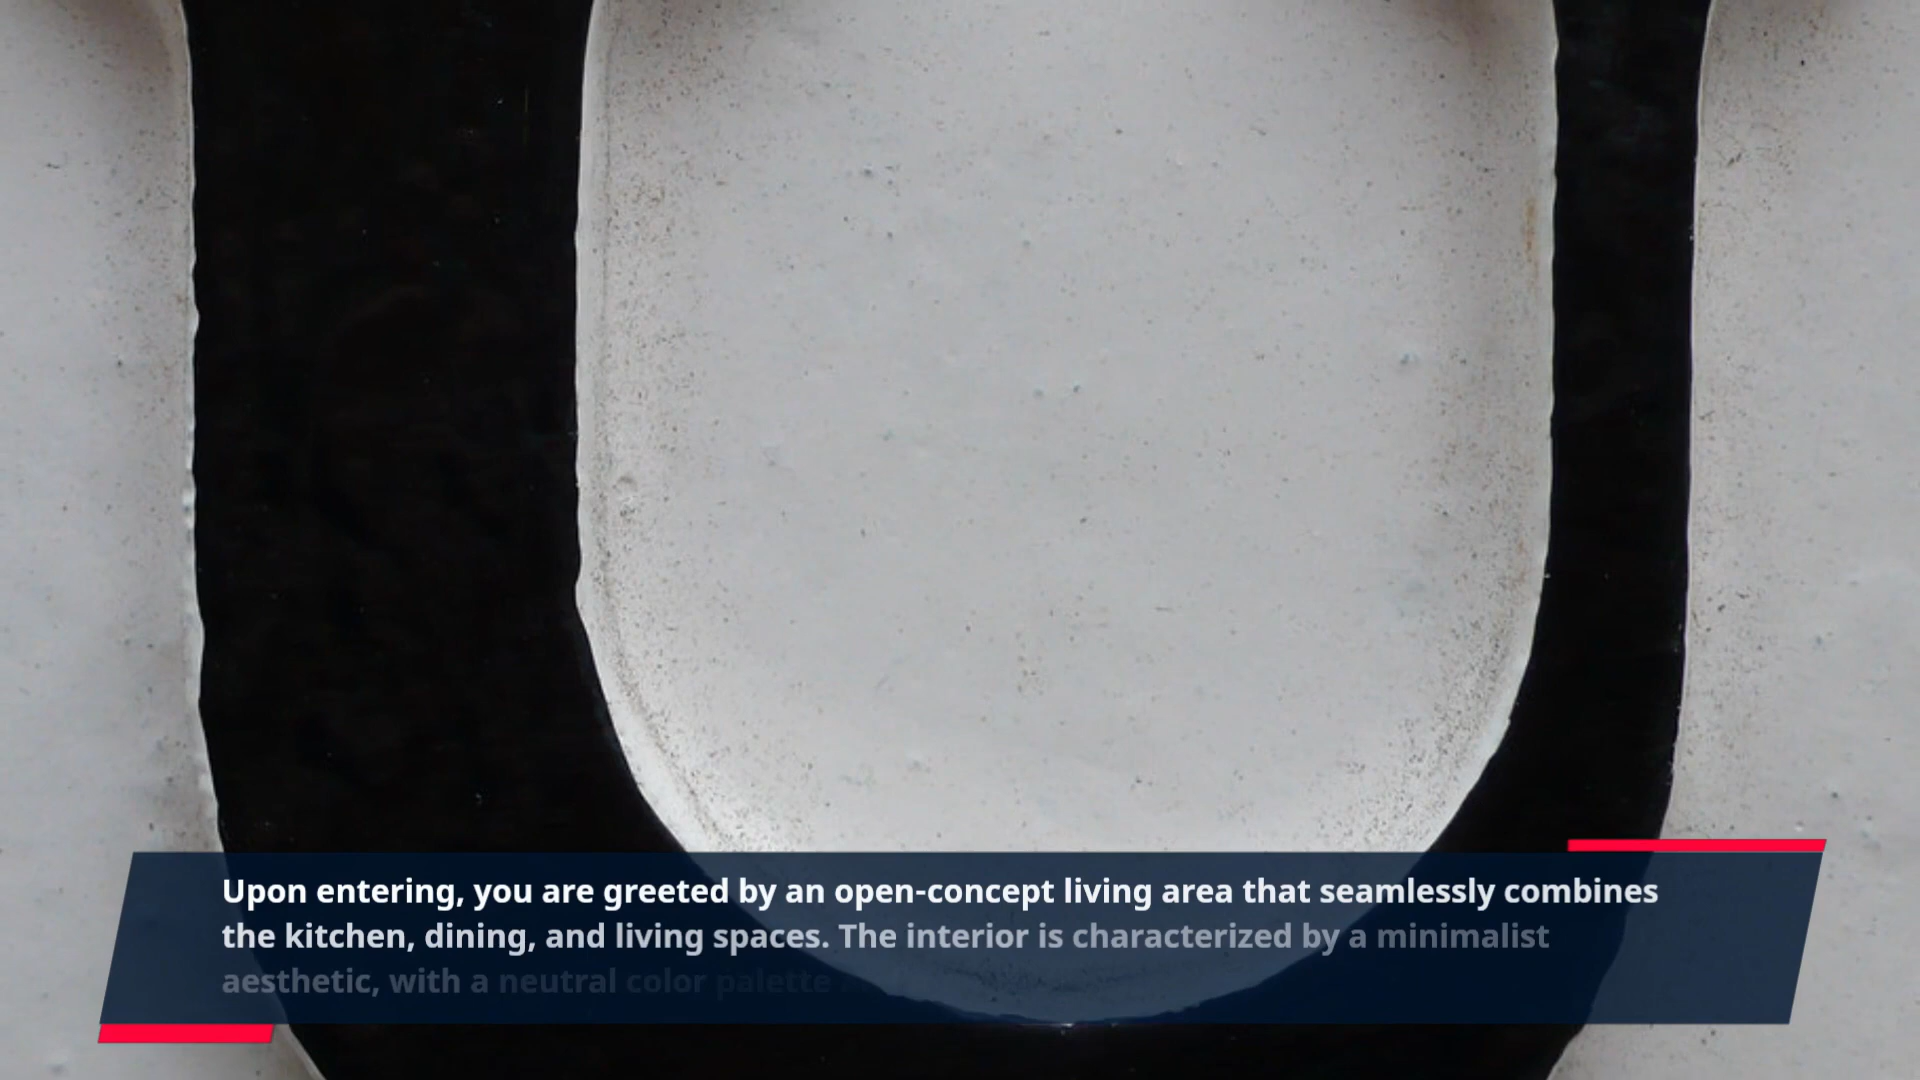 Upon entering, you are greeted by an open-concept living area that seamlessly combines
the kitchen, dining, and living spaces. The interior is characterized by a minimalist
aesthetic, with a neutral color palette